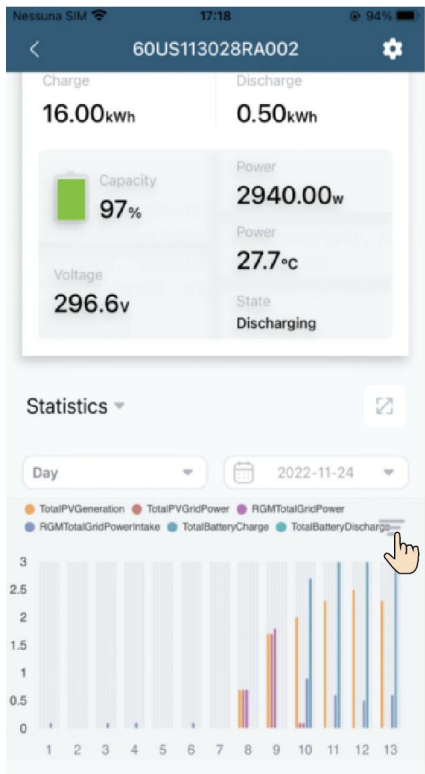 Nessuna SIM 17:18 94%
60US113028RA002
Charge Discharge
16.00kWh 0.50kWh
Capacity
97%
Power
2940.00w
Power
27.7°C
Voltage
296.6v
State
Discharging
Statistics
Day 2022-11-24
TotalPVGeneration TotalPVGridPower RGMTotalGridPower
RGMTotalGridPowerIntake TotalBatteryCharge TotalBatteryDischarge
3
2.5
2
1.5
1
0.5
0
1 2 3 4 5 6 7 8 9 10 11 12 13